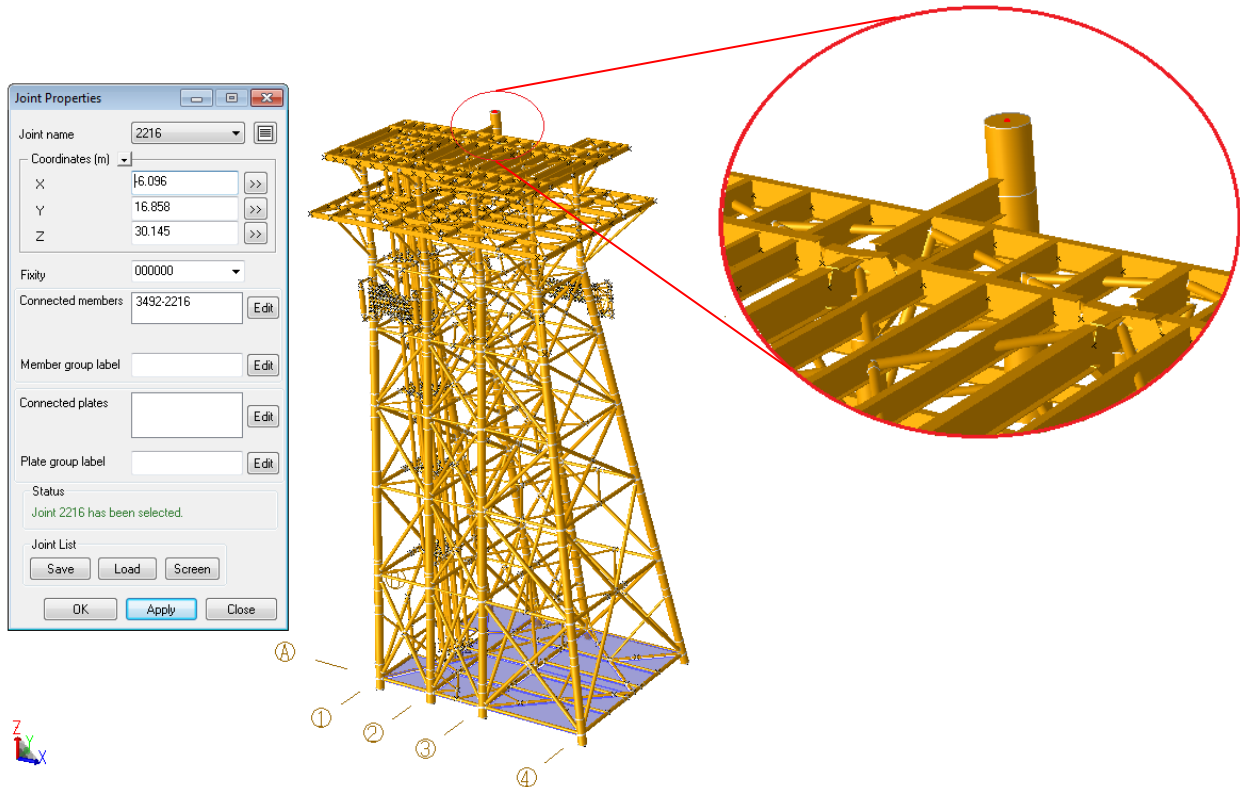 Joint Properties
Joint name 2216
Coordinates (m)
X -6.096 >>
Y 16.858 >>
Z 30.145 >>
Fixity 000000
Connected members 3492-2216 Edit
Member group label Edit
Connected plates Edit
Plate group label Edit
Status
Joint 2216 has been selected.
Joint List
Save Load Screen
OK Apply Close
A
1
2
3
4
Z
Y
X